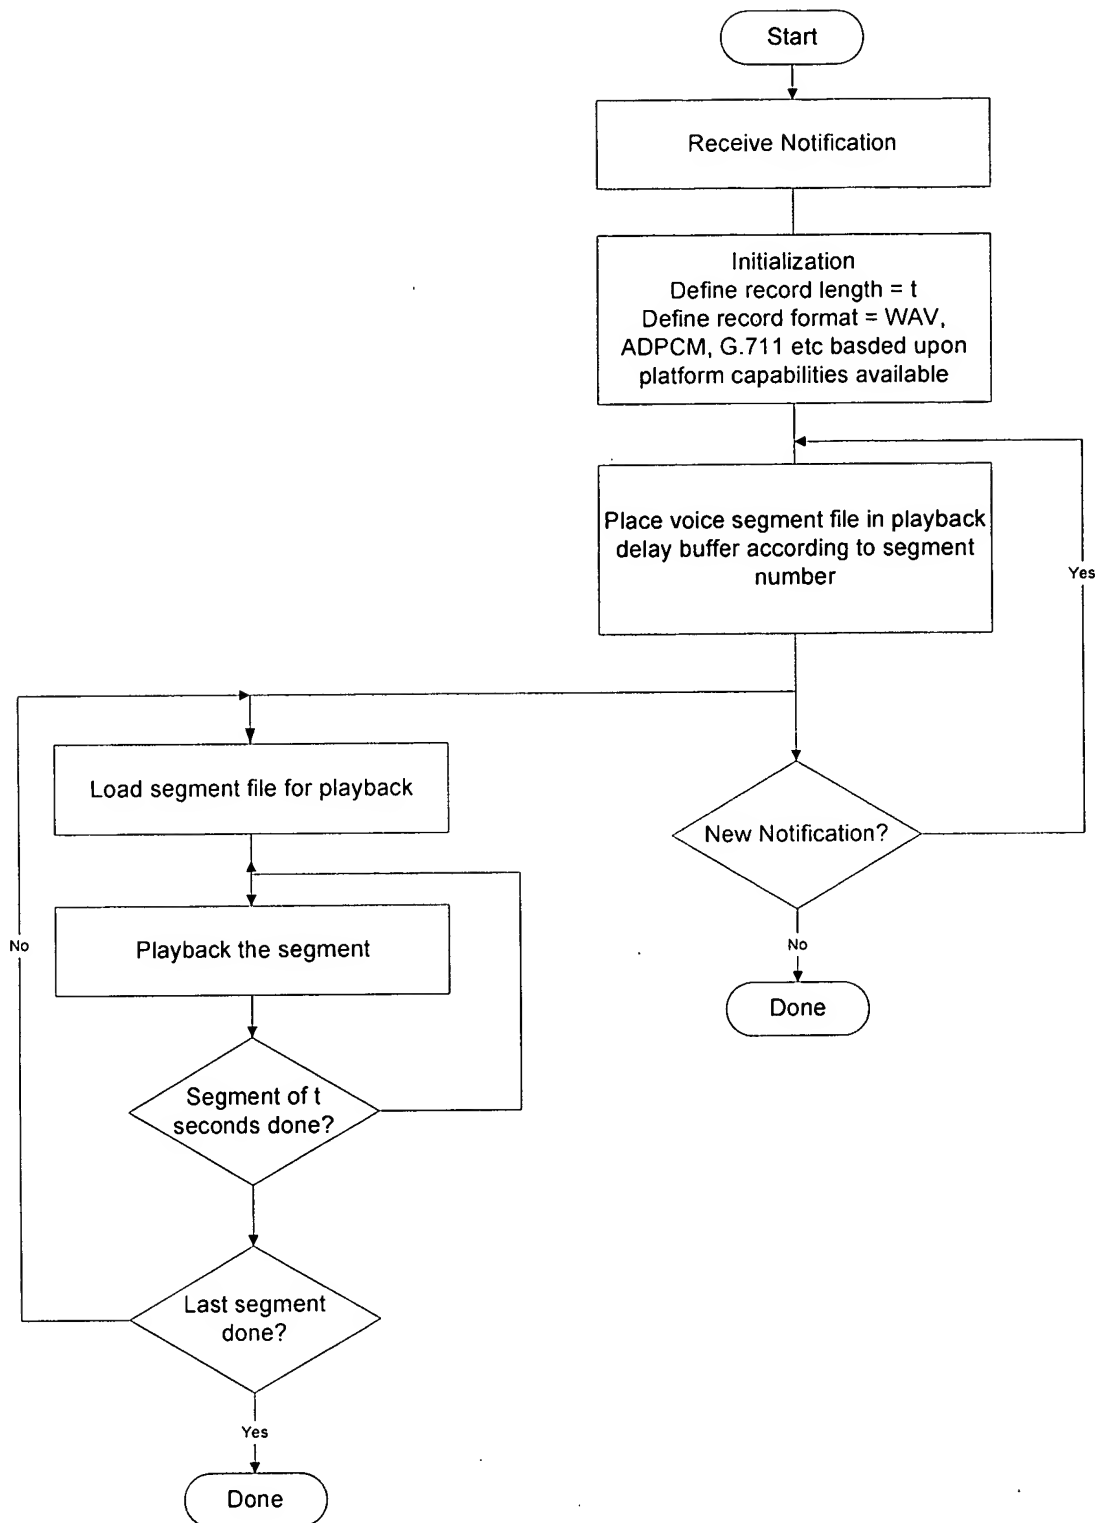 Start
Receive Notification
Initialization
Define record length = t
Define record format = WAV,
ADPCM, G.711 etc basded upon
platform capabilities available
Place voice segment file in playback
delay buffer according to segment
number
Yes
Load segment file for playback
New Notification?
No
Playback the segment
No
Done
Segment of t
seconds done?
Last segment
done?
Yes
Done